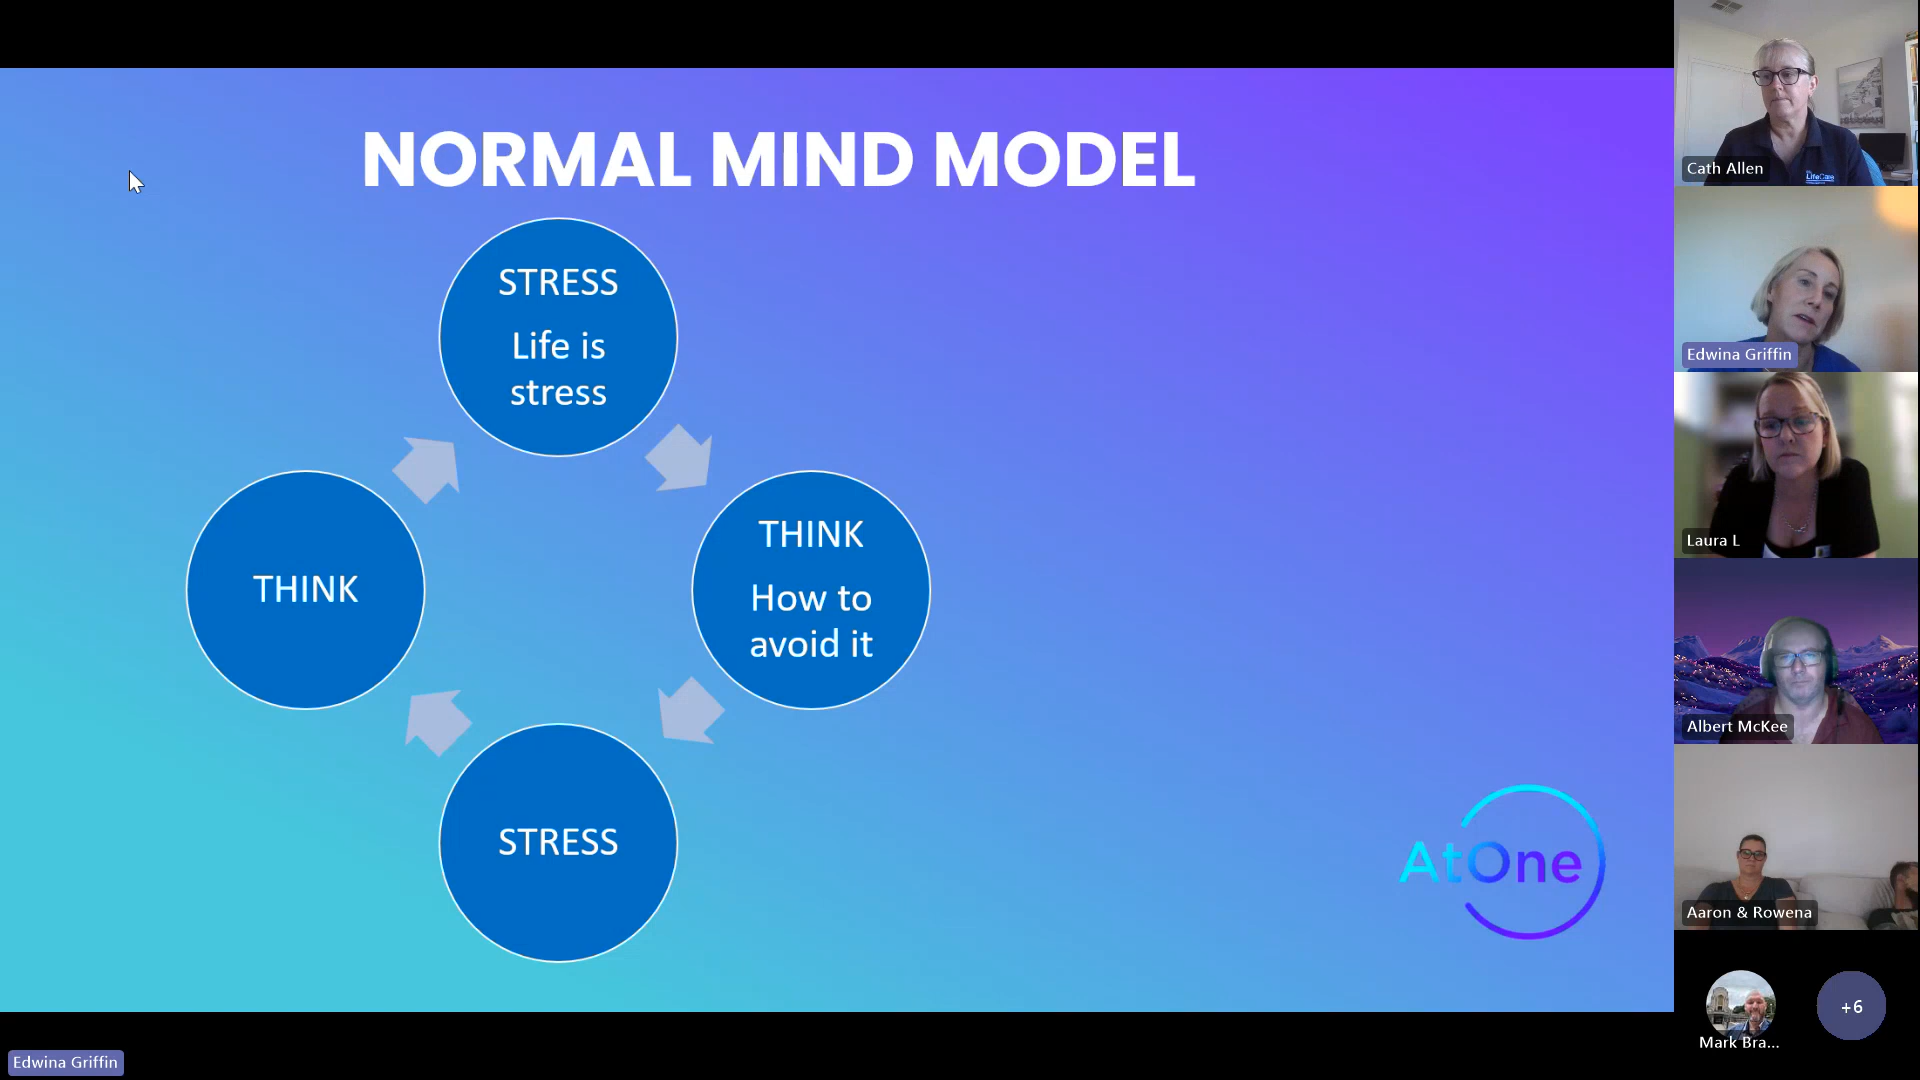 NORMAL MIND MODEL
STRESS
Life is
stress
THINK
How to
avoid it
STRESS
THINK
AtOne
Cath Allen
LifeCare
Edwina Griffin
Laura L
Albert McKee
Aaron & Rowena
Mark Bra...
+6
Edwina Griffin